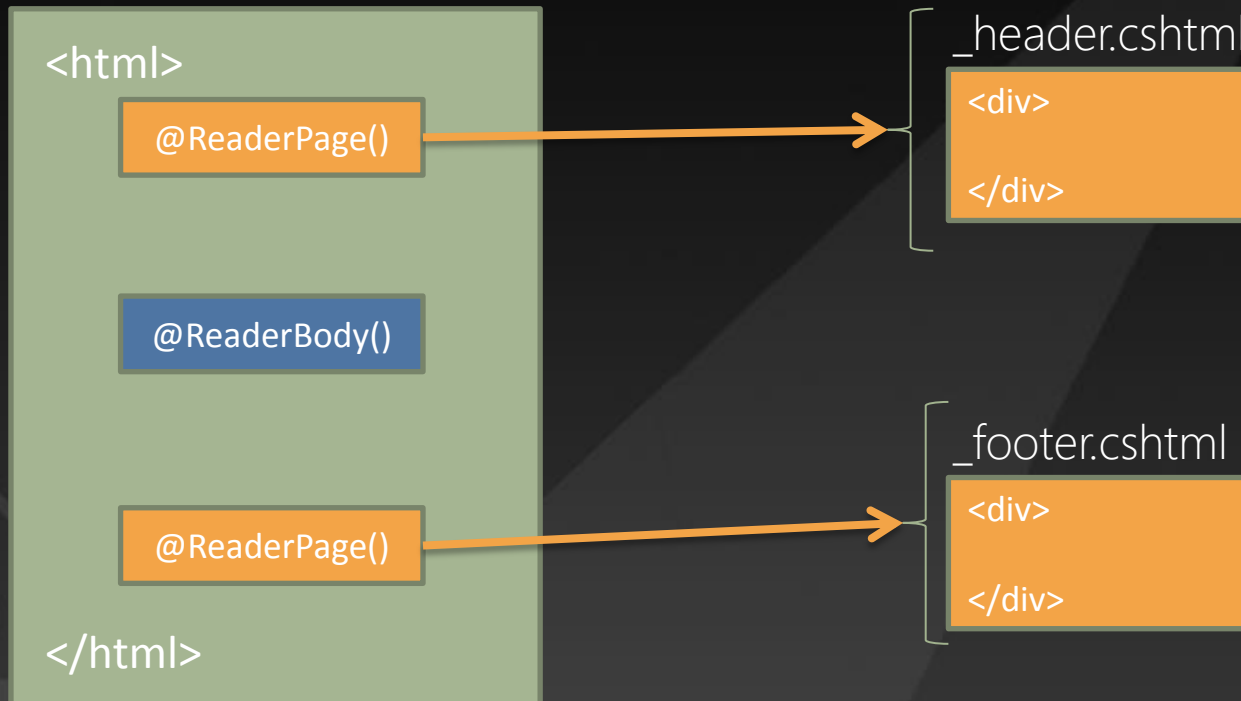 <html>
@ReaderPage()
@ReaderBody()
@ReaderPage()
</html>
_header.cshtml
<div>
</div>
_footer.cshtml
<div>
</div>